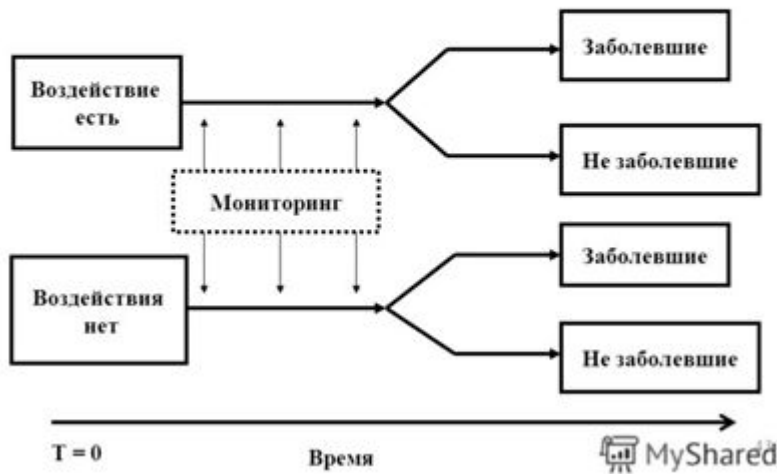 Заболевшие
Воздействие
есть
Не заболевшие
Мониторинг
Заболевшие
Воздействия
нет
Не заболевшие
T = 0
Время
MyShared